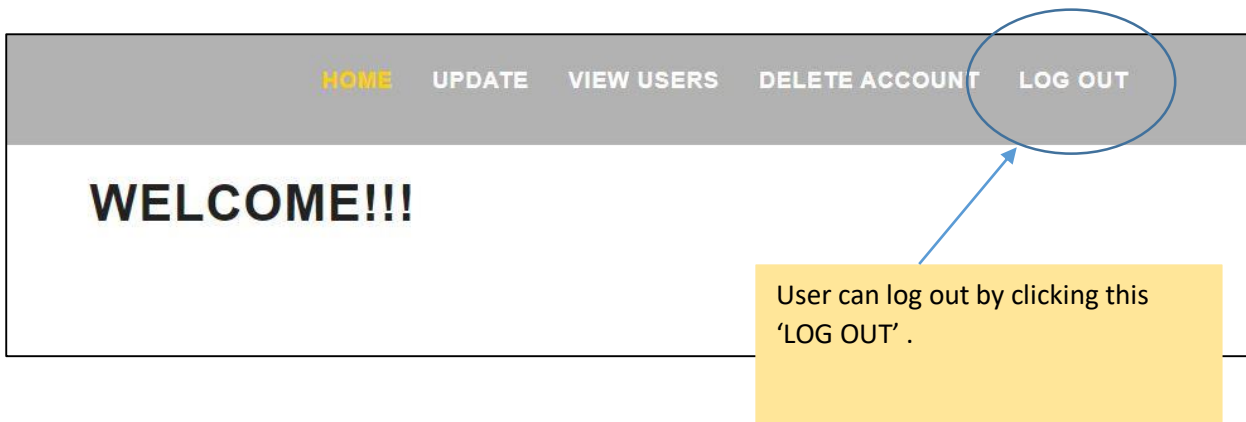 HOME UPDATE VIEW USERS DELETE ACCOUNT LOG OUT
WELCOME!!!
User can log out by clicking this
‘LOG OUT’ .